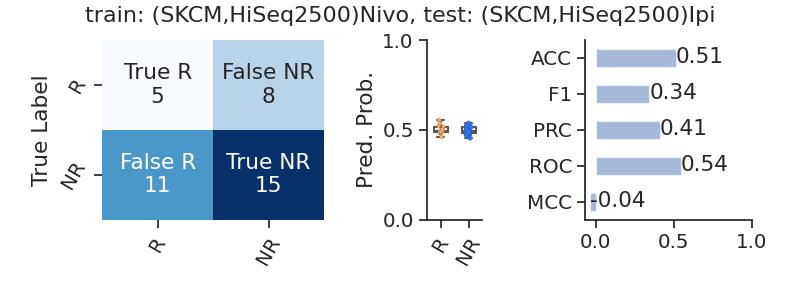 train: (SKCM,HiSeq2500)Nivo, test: (SKCM,HiSeq2500)Ipi
True Label
R
NR
True R
5
False NR
8
False R
11
True NR
15
R
NR
Pred. Prob.
1.0
0.5
0.0
R
NR
ACC
0.51
F1
0.34
PRC
0.41
ROC
0.54
MCC
-0.04
0.0
0.5
1.0